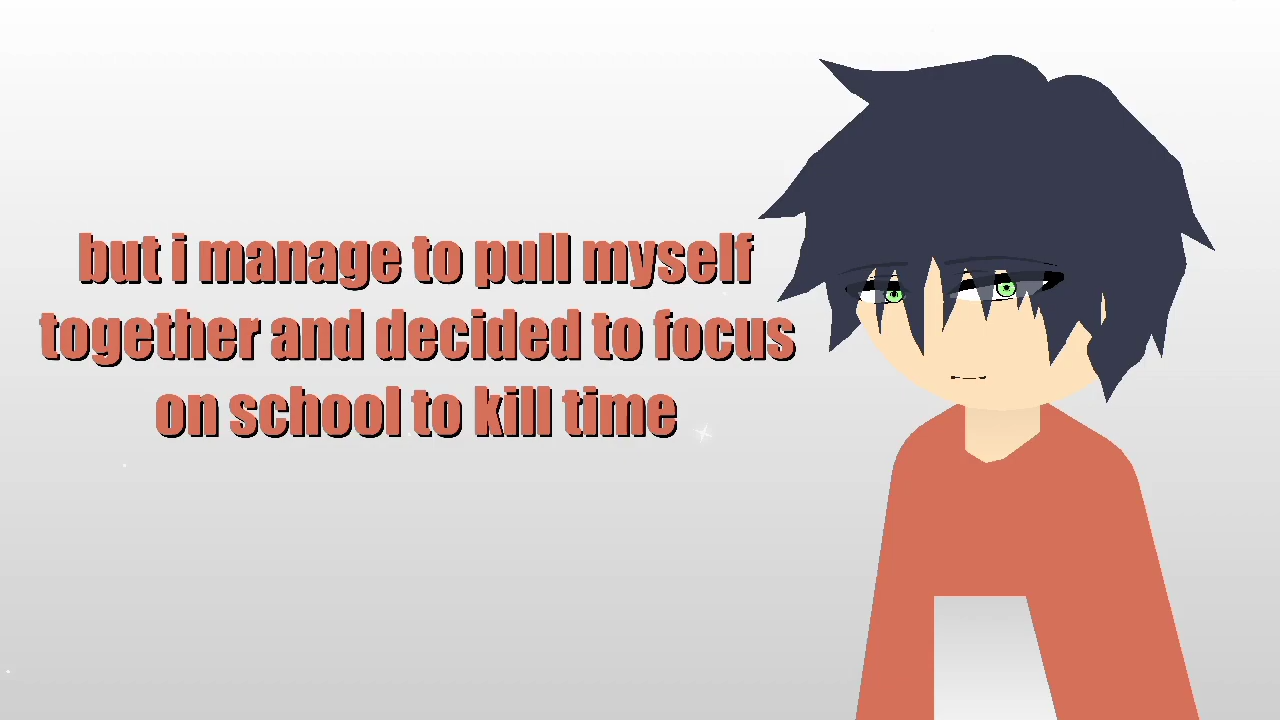 but i manage to pull myself
together and decided to focus
on school to kill time